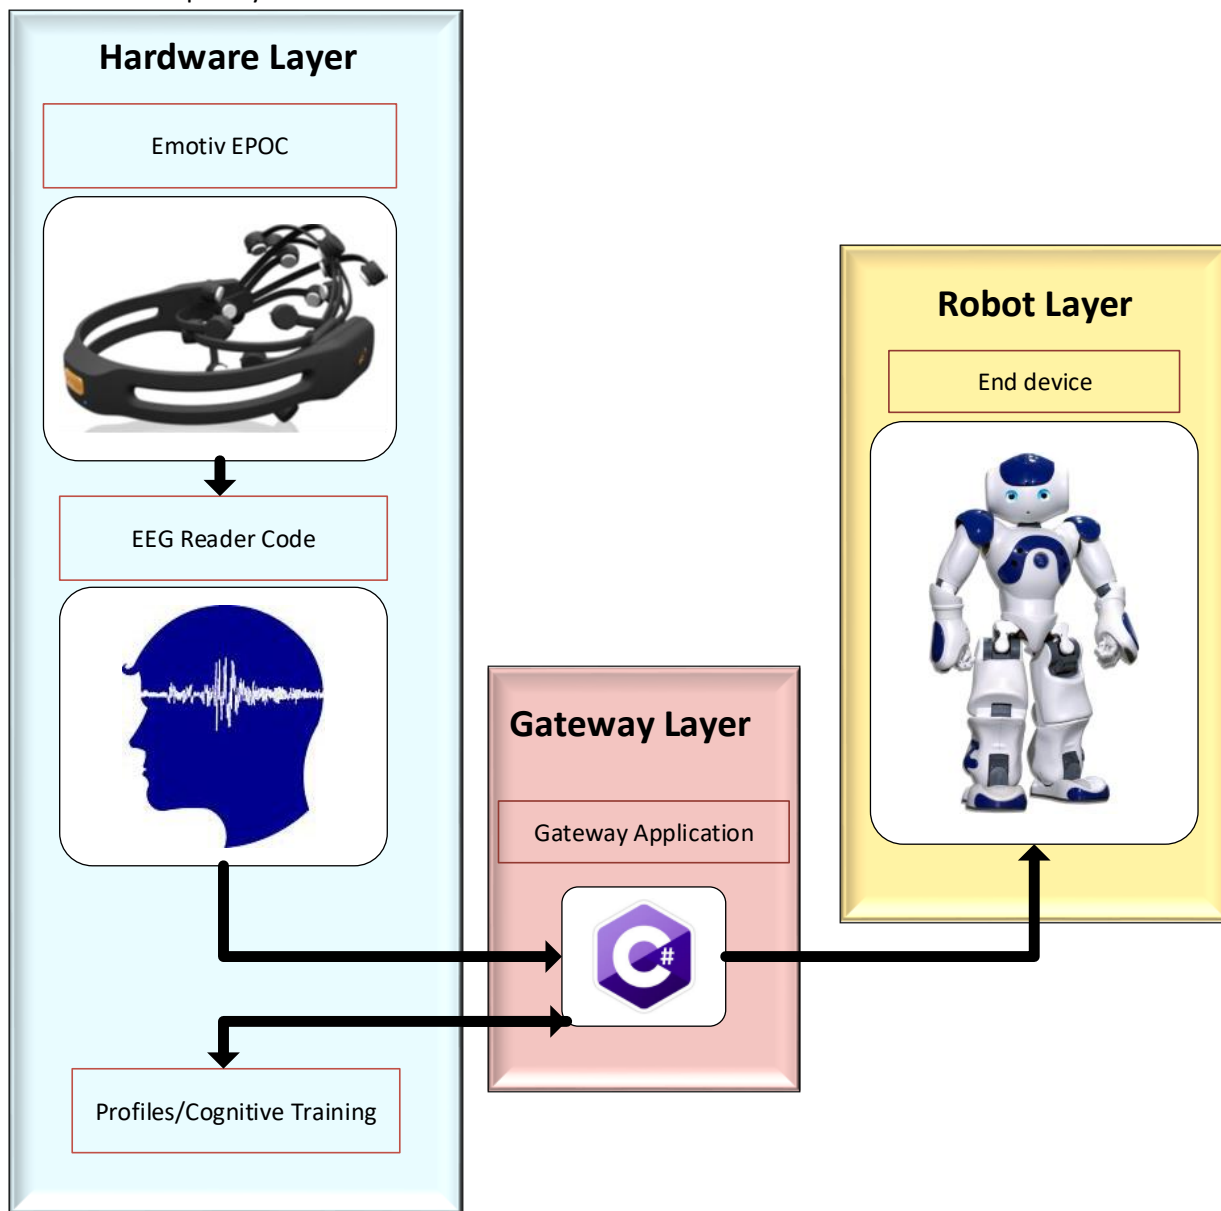 Hardware Layer
Emotiv EPOC
EEG Reader Code
Profiles/Cognitive Training
Gateway Layer
Gateway Application
C#
Robot Layer
End device